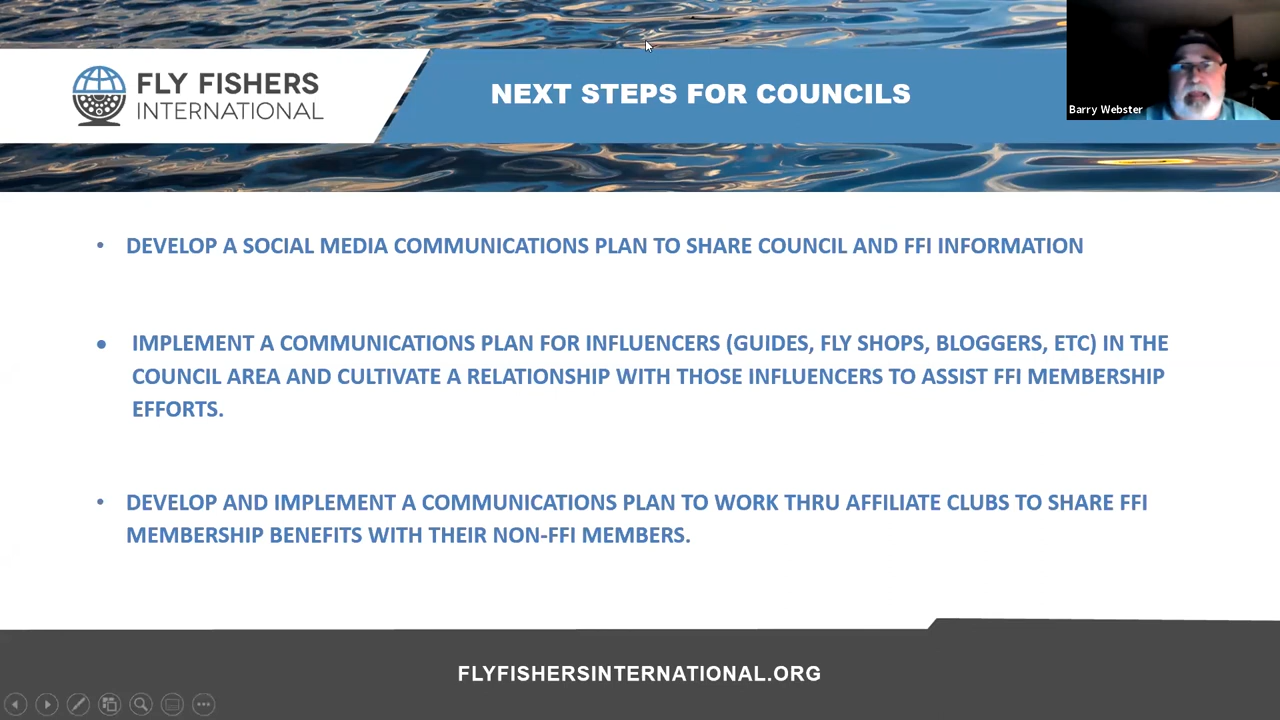 FLY FISHERS
INTERNATIONAL
NEXT STEPS FOR COUNCILS
Barry Webster
• DEVELOP A SOCIAL MEDIA COMMUNICATIONS PLAN TO SHARE COUNCIL AND FFI INFORMATION
• IMPLEMENT A COMMUNICATIONS PLAN FOR INFLUENCERS (GUIDES, FLY SHOPS, BLOGGERS, ETC) IN THE
COUNCIL AREA AND CULTIVATE A RELATIONSHIP WITH THOSE INFLUENCERS TO ASSIST FFI MEMBERSHIP
EFFORTS.
• DEVELOP AND IMPLEMENT A COMMUNICATIONS PLAN TO WORK THRU AFFILIATE CLUBS TO SHARE FFI
MEMBERSHIP BENEFITS WITH THEIR NON-FFI MEMBERS.
FLYFISHERSINTERNATIONAL.ORG